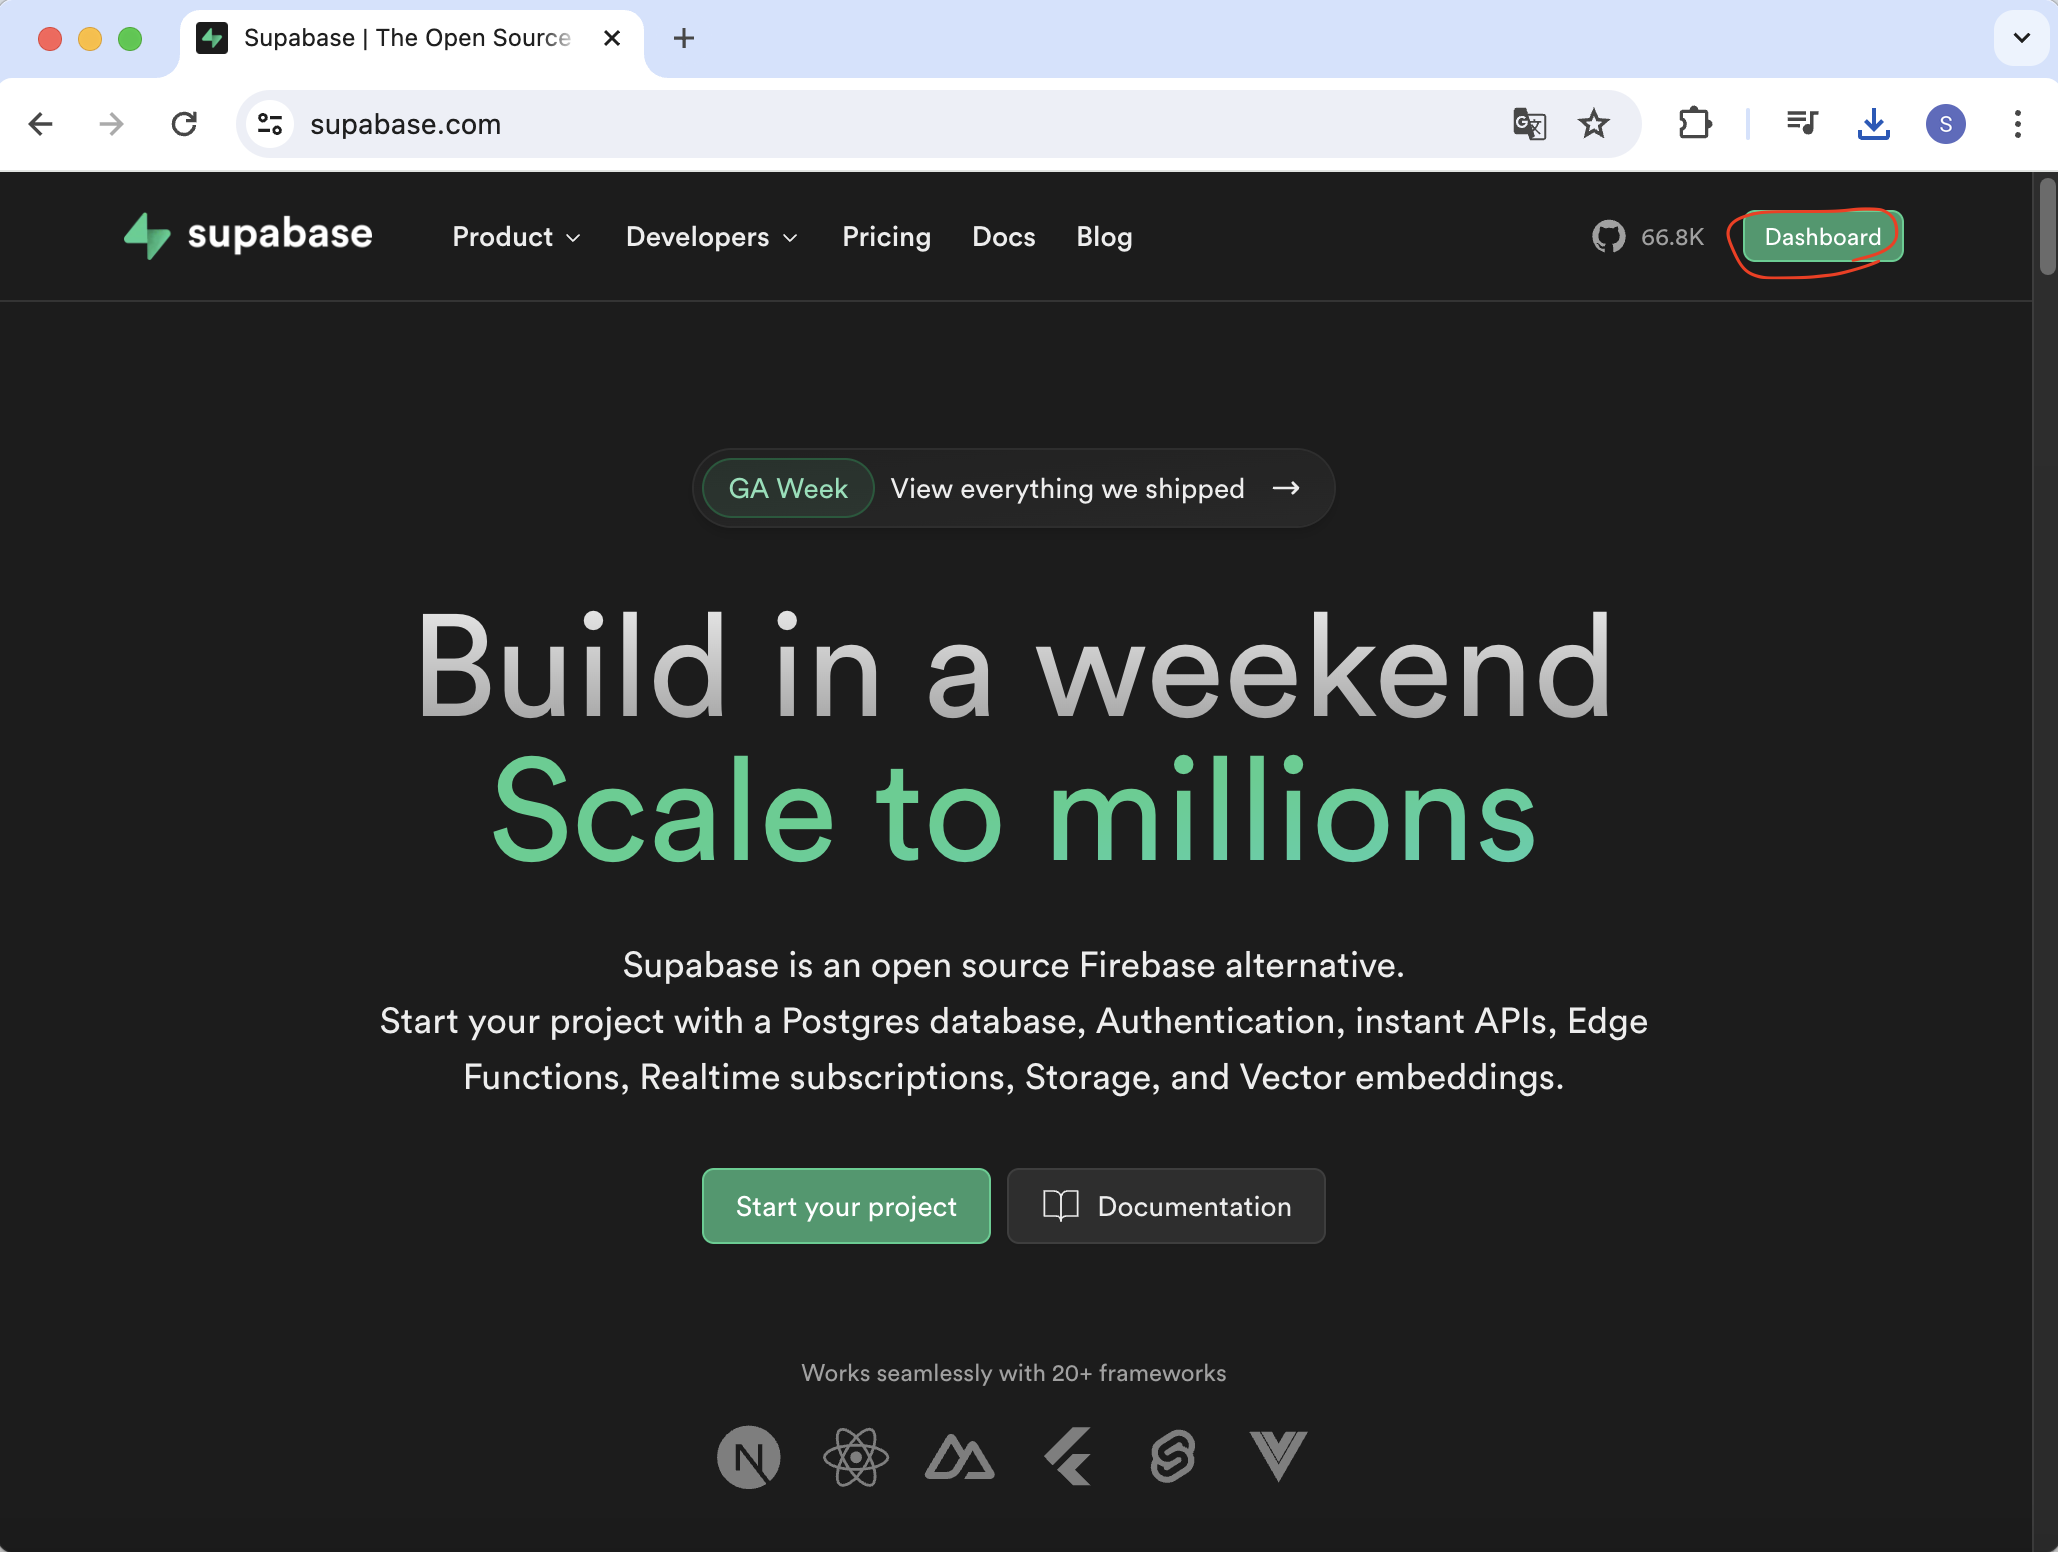 Supabase | The Open Source
supabase.com
S
supabase
Product
Developers
Pricing
Docs
Blog
66.8K
Dashboard
GA Week
View everything we shipped
Build in a weekend
Scale to millions
Supabase is an open source Firebase alternative.
Start your project with a Postgres database, Authentication, instant APIs, Edge
Functions, Realtime subscriptions, Storage, and Vector embeddings.
Start your project
Documentation
Works seamlessly with 20+ frameworks